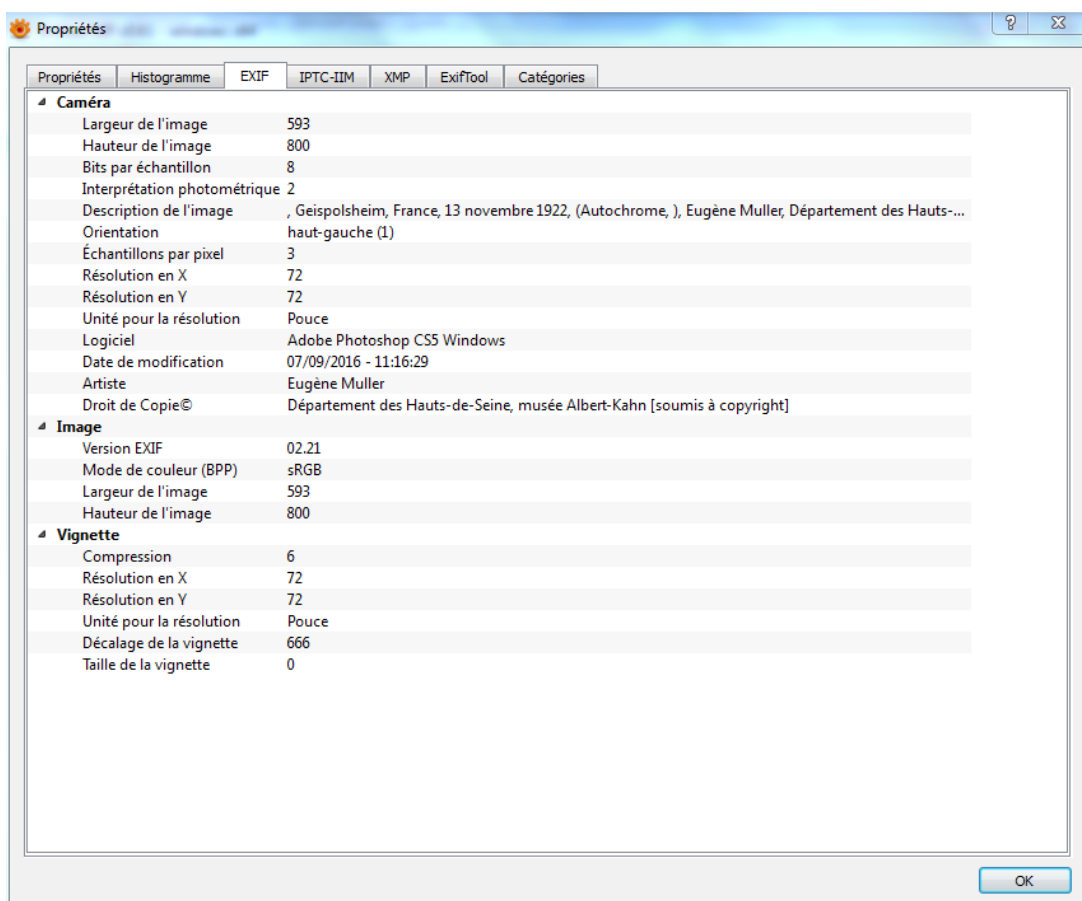 Propriétés
Propriétés Histogramme EXIF IPTC-IIM XMP ExifTool Catégories
Caméra
Largeur de l'image 593
Hauteur de l'image 800
Bits par échantillon 8
Interprétation photométrique 2
Description de l'image , Geispolsheim, France, 13 novembre 1922, (Autochrome, ), Eugène Muller, Département des Hauts-...
Orientation haut-gauche (1)
Échantillons par pixel 3
Résolution en X 72
Résolution en Y 72
Unité pour la résolution Pouce
Logiciel Adobe Photoshop CS5 Windows
Date de modification 07/09/2016 - 11:16:29
Artiste Eugène Muller
Droit de Copie© Département des Hauts-de-Seine, musée Albert-Kahn [soumis à copyright]
Image
Version EXIF 02.21
Mode de couleur (BPP) sRGB
Largeur de l'image 593
Hauteur de l'image 800
Vignette
Compression 6
Résolution en X 72
Résolution en Y 72
Unité pour la résolution Pouce
Décalage de la vignette 666
Taille de la vignette 0
OK